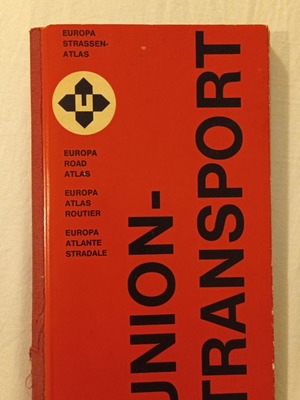 EUROPA
STRASSEN-
ATLAS
U
EUROPA
ROAD
ATLAS
EUROPA
ATLAS
ROUTIER
EUROPA
ATLANTE
STRADALE
UNION-
TRANSPORT